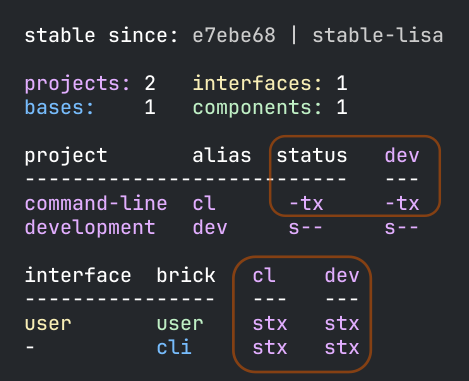 stable since: e7ebe68 | stable-lisa
projects: 2 interfaces: 1
bases: 1 components: 1
project alias status dev
---------------------------- ---
command-line cl -tx -tx
development dev s-- s--
interface brick cl dev
---------------- --- ---
user user stx stx
- cli stx stx